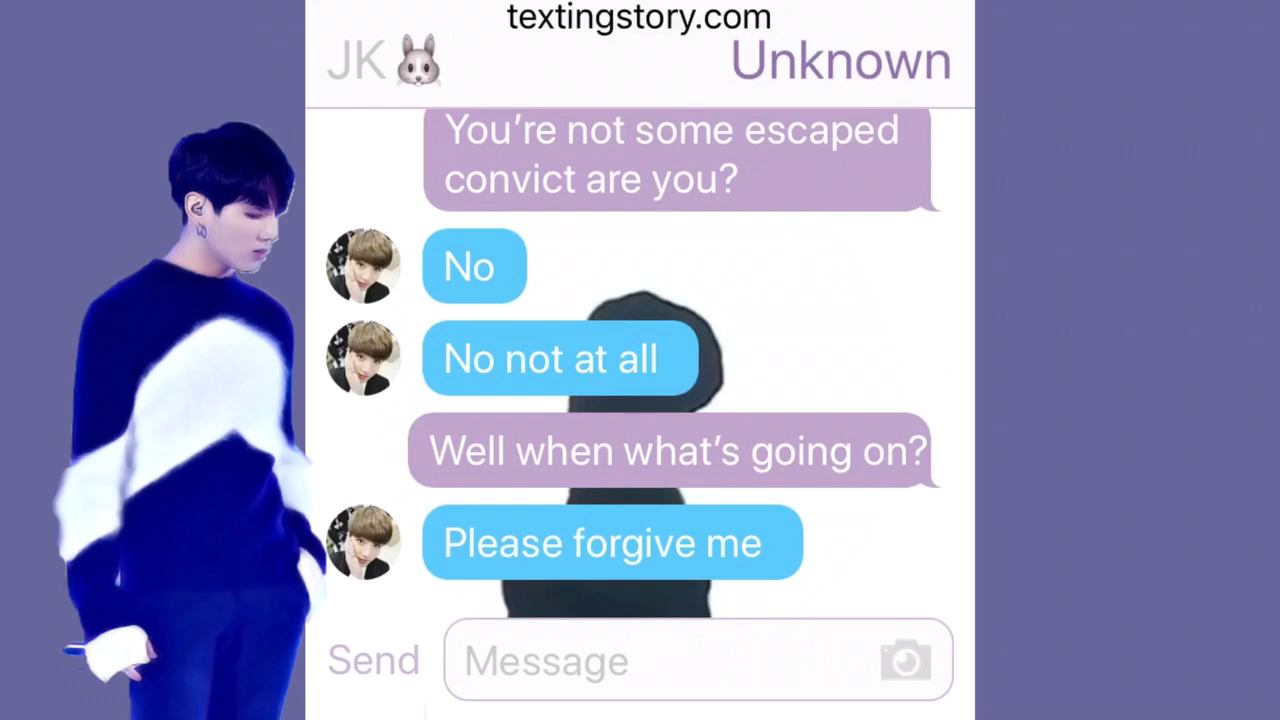 textingstory.com
JK🐰 Unknown
You’re not some escaped
convict are you?
No
No not at all
Well when what’s going on?
Please forgive me
Send Message